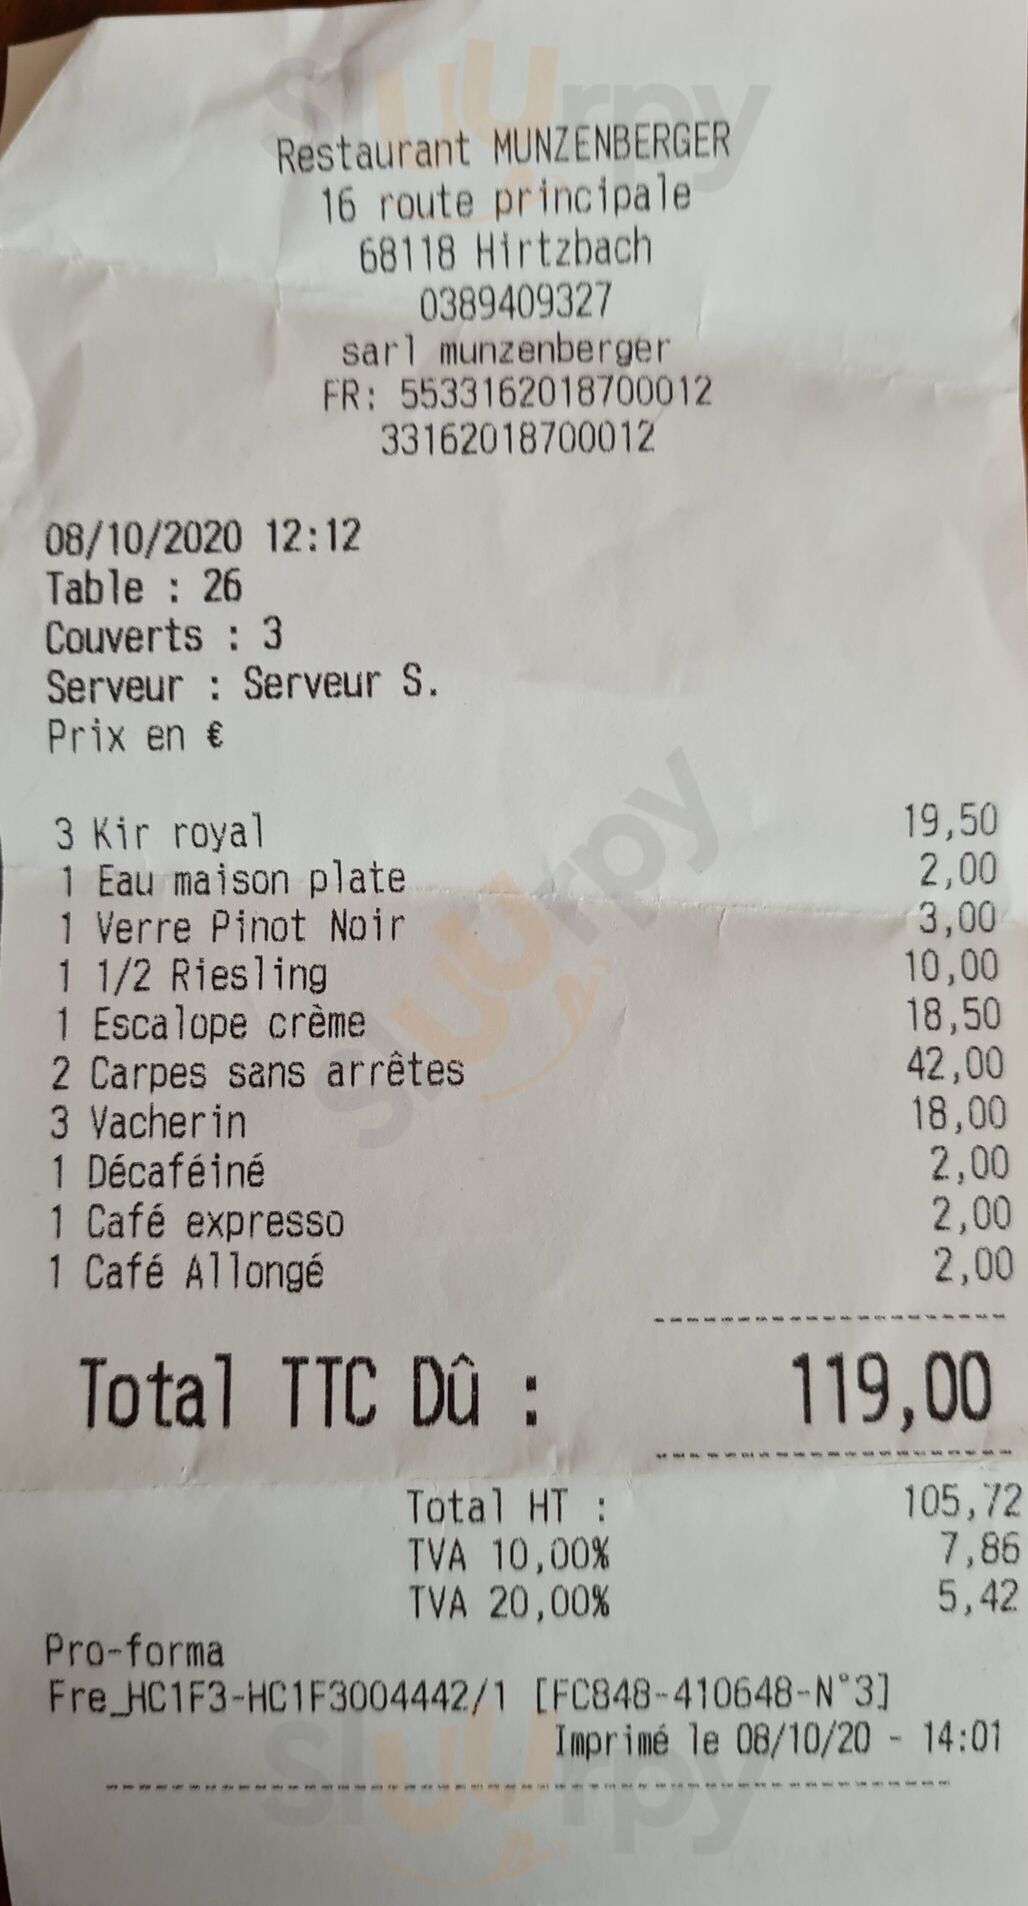 Restaurant MUNZENBERGER
16 route principale
68118 Hirtzbach
0389409327
sarl munzenberger
FR: 55331620187​00012
33162018700012
08/10/2020 12:12
Table : 26
Couverts : 3
Serveur : Serveur S.
Prix en €
3 Kir royal 19,50
1 Eau maison plate 2,00
1 Verre Pinot Noir 3,00
1 1/2 Riesling 10,00
1 Escalope crème 18,50
2 Carpes sans arrêtes 42,00
3 Vacherin 18,00
1 Décaféiné 2,00
1 Café expresso 2,00
1 Café Allongé 2,00
Total TTC Dû : 119,00
Total HT : 105,72
TVA 10,00% 7,86
TVA 20,00% 5,42
Pro-forma
Fre_HC1F3-HC1F3004442/1 [FC848-410648-N°3]
Imprimé le 08/10/20 - 14:01
sluurpy
sluurpy
sluurpy